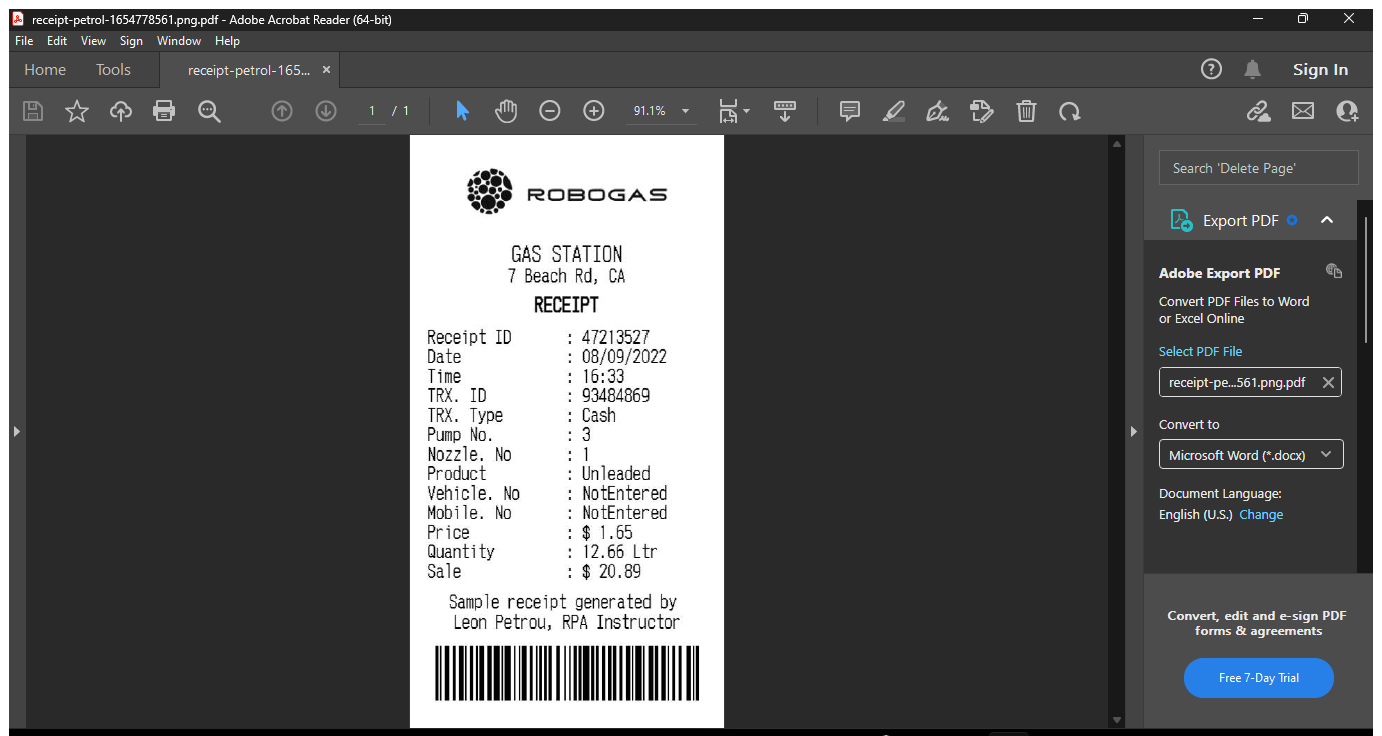 receipt-petrol-1654778561.png.pdf - Adobe Acrobat Reader (64-bit)
File Edit View Sign Window Help
Home Tools receipt-petrol-165... × Sign In
1 / 1 91.1%
Search 'Delete Page'
Export PDF
Adobe Export PDF
Convert PDF Files to Word
or Excel Online
Select PDF File
receipt-pe...561.png.pdf
Convert to
Microsoft Word (*.docx)
Document Language:
English (U.S.) Change
Convert, edit and e-sign PDF
forms & agreements
Free 7-Day Trial
ROBOGAS
GAS STATION
7 Beach Rd, CA
RECEIPT
Receipt ID : 47213527
Date : 08/09/2022
Time : 16:33
TRX. ID : 93484869
TRX. Type : Cash
Pump No. : 3
Nozzle. No : 1
Product : Unleaded
Vehicle. No : NotEntered
Mobile. No : NotEntered
Price : $ 1.65
Quantity : 12.66 Ltr
Sale : $ 20.89
Sample receipt generated by
Leon Petrou, RPA Instructor